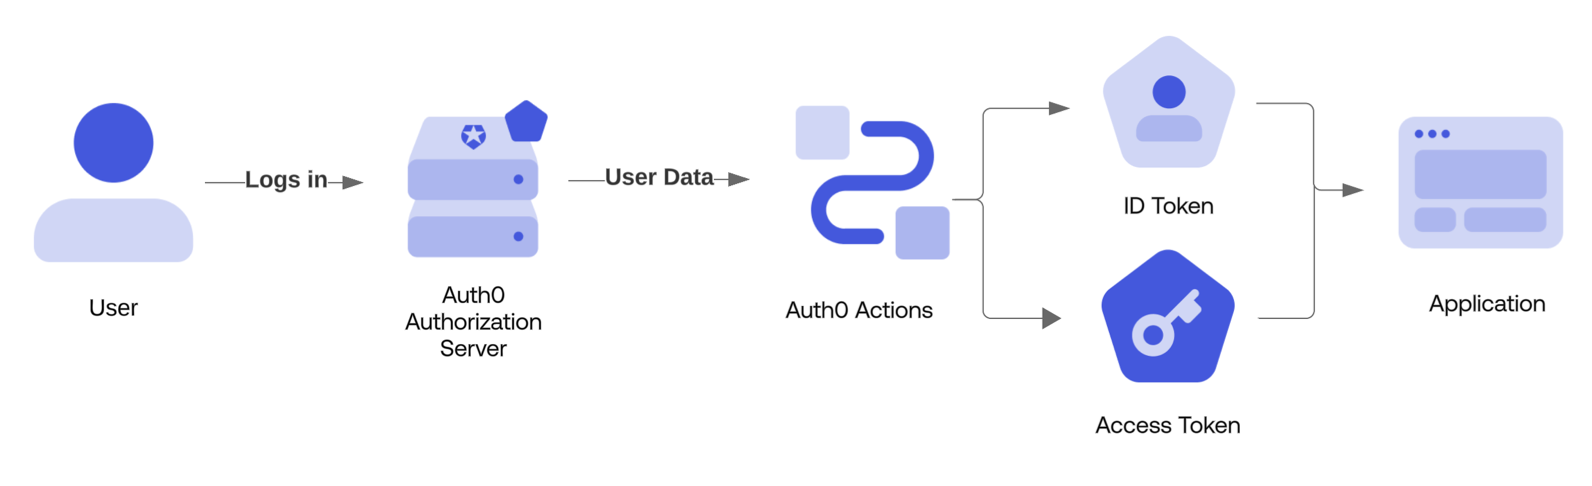 Logs in
User Data
ID Token
User
Auth0
Authorization
Server
Auth0 Actions
Access Token
Application